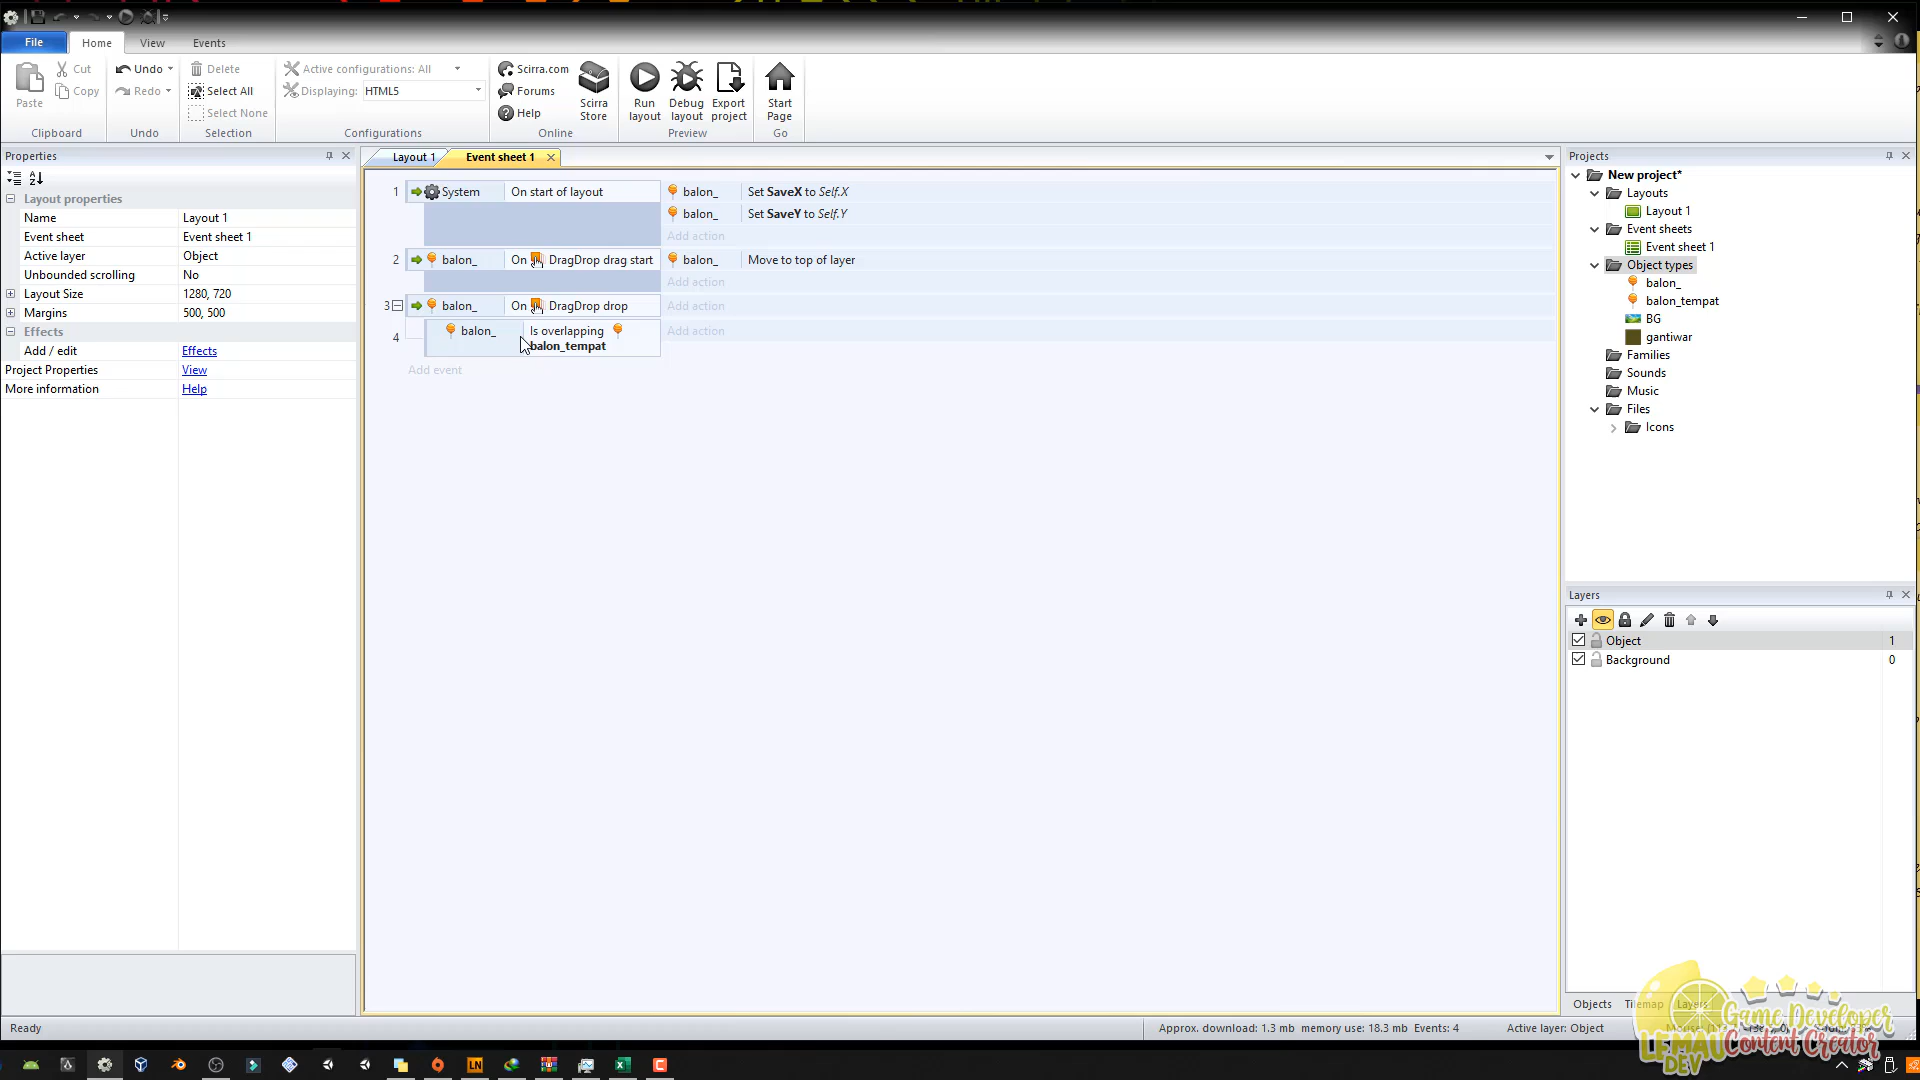 File
Home
View
Events
Paste
Cut
Copy
Clipboard
Undo
Redo
Undo
Delete
Select All
Select None
Selection
Active configurations: All
Displaying: HTML5
Configurations
Scirra.com
Forums
Help
Scirra
Store
Online
Run
layout
Debug
layout
Export
project
Preview
Start
Page
Go
Properties
Layout properties
Name Layout 1
Event sheet Event sheet 1
Active layer Object
Unbounded scrolling No
Layout Size 1280, 720
Margins 500, 500
Effects
Add / edit Effects
Project Properties View
More information Help
Layout 1
Event sheet 1
1 System On start of layout balon_ Set SaveX to Self.X
balon_ Set SaveY to Self.Y
Add action
2 balon_ On DragDrop drag start balon_ Move to top of layer
Add action
3 balon_ On DragDrop drop Add action
4 balon_ Is overlapping Add action
balon_tempat
Add event
Projects
New project*
Layouts
Layout 1
Event sheets
Event sheet 1
Object types
balon_
balon_tempat
BG
gantiwar
Families
Sounds
Music
Files
Icons
Layers
Object 1
Background 0
Objects Tilemap Layers
Ready
Approx. download: 1.3 mb memory use: 18.3 mb Events: 4 Active layer: Object
Game Developer
LEMAU Content Creator
DEV